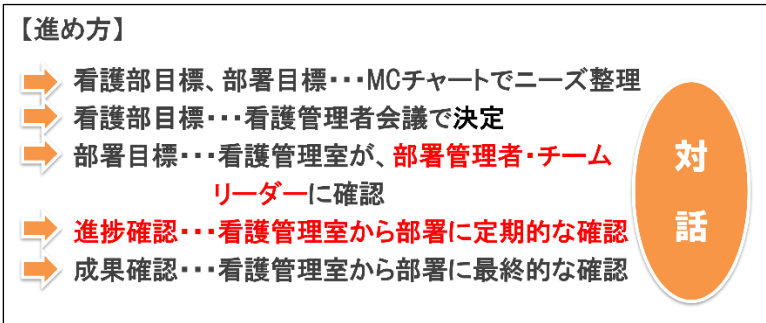 【進め方】
看護部目標、部署目標・・・MCチャートでニーズ整理
看護部目標・・・看護管理者会議で決定
部署目標・・・看護管理室が、部署管理者・チーム
リーダーに確認
進捗確認・・・看護管理室から部署に定期的な確認
成果確認・・・看護管理室から部署に最終的な確認
対
話